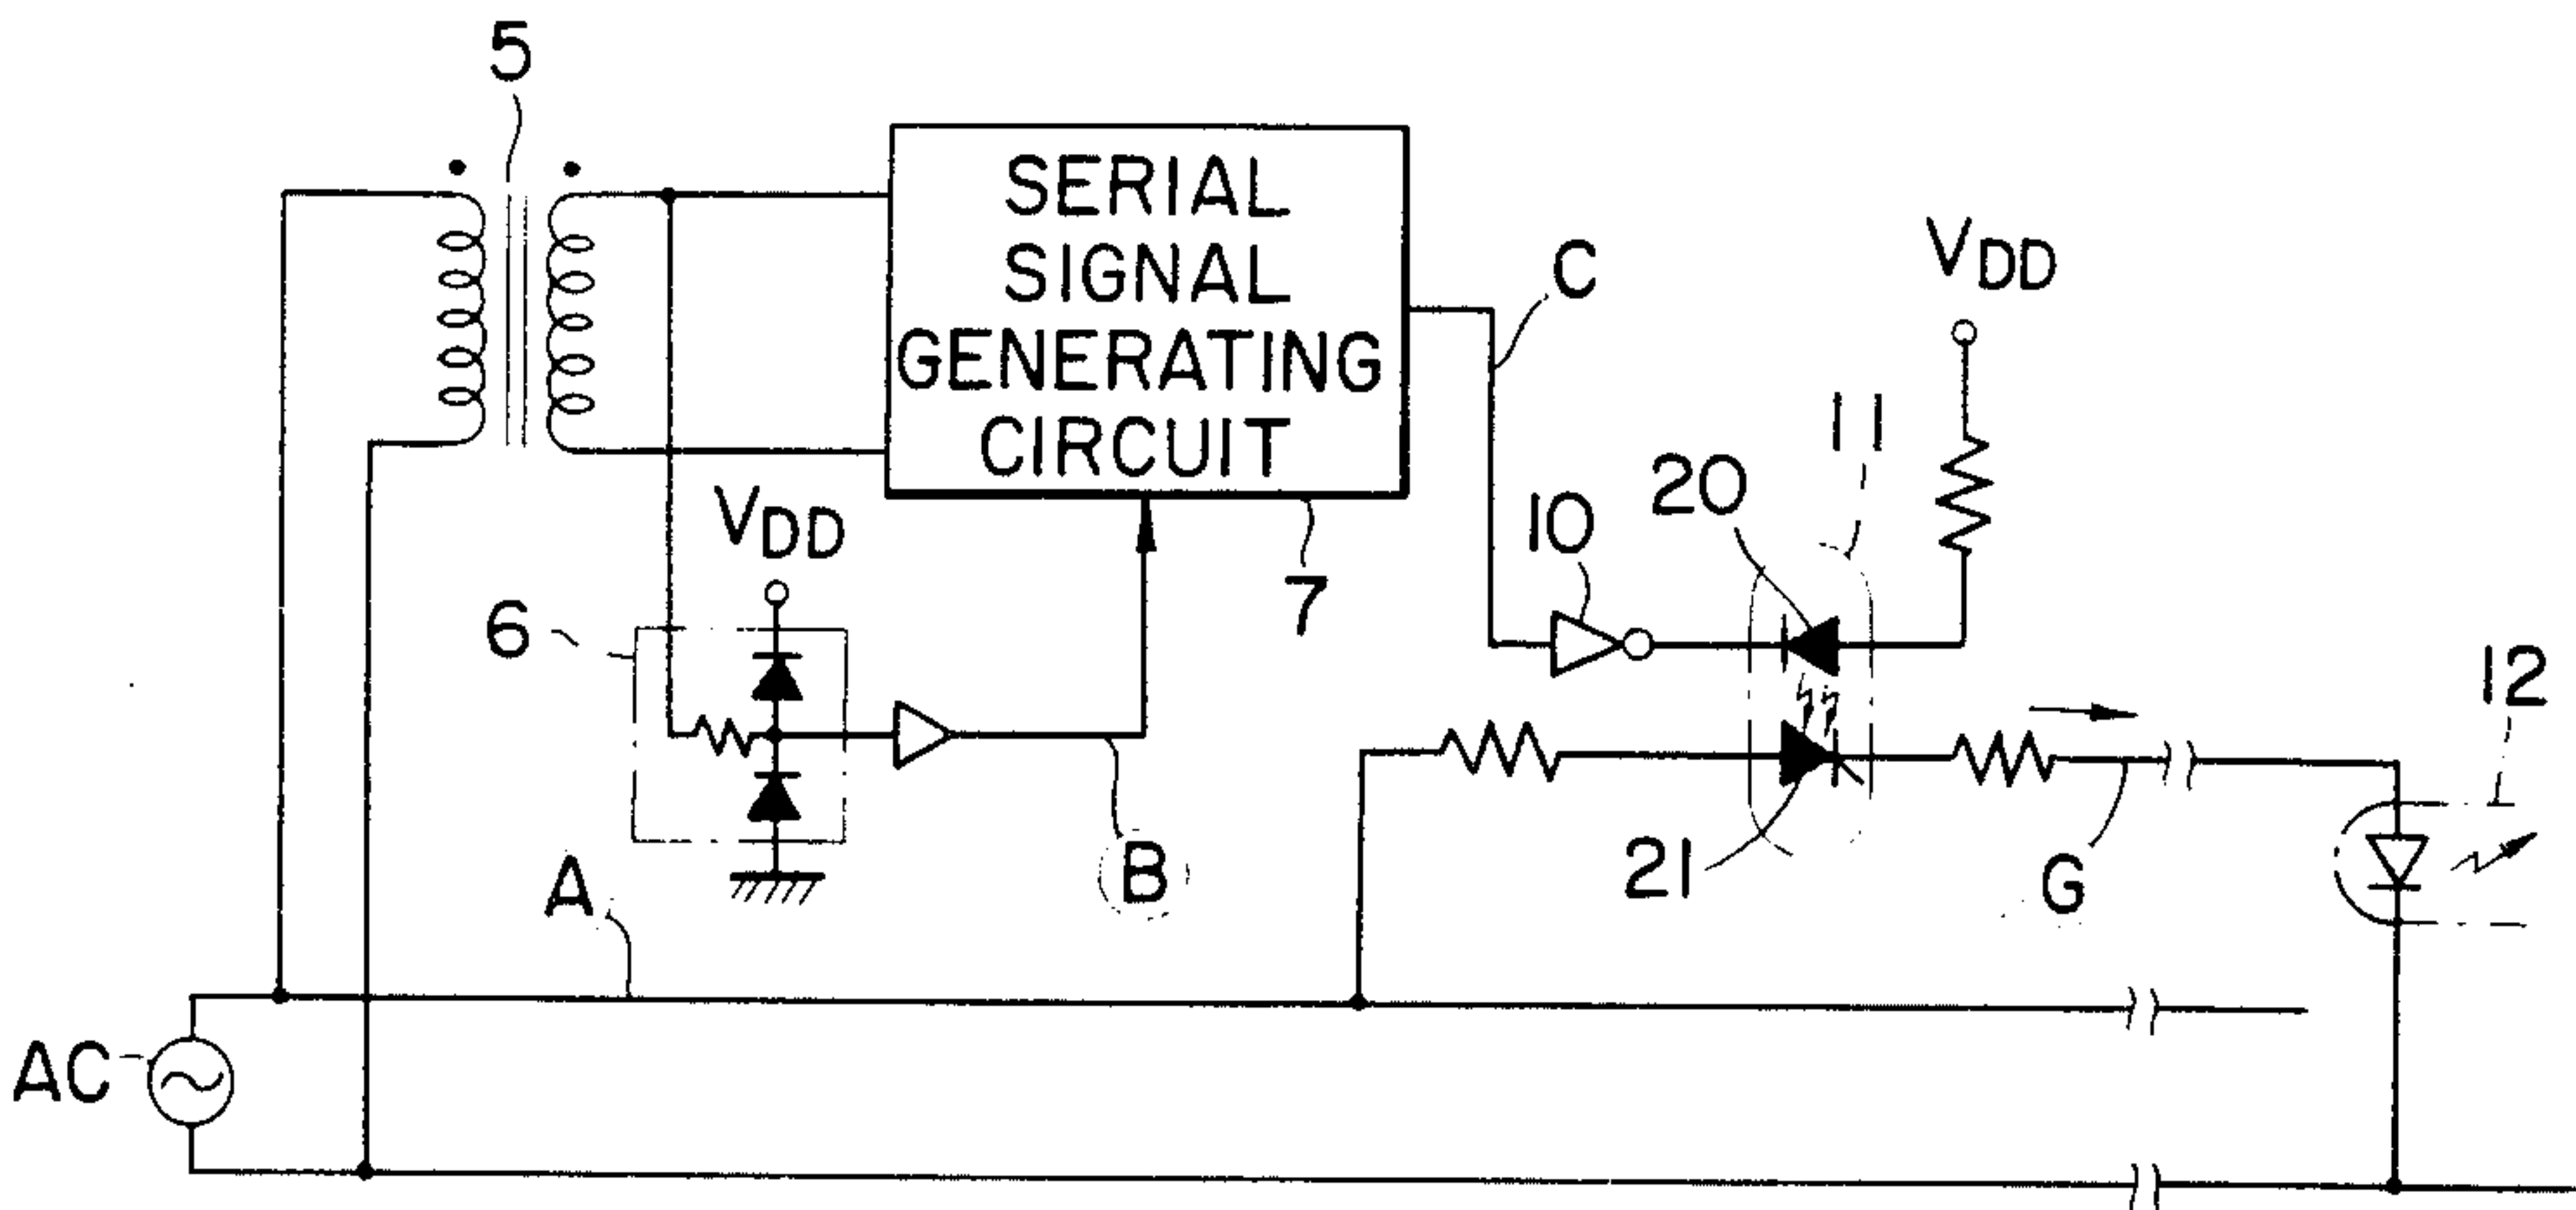 5
SERIAL
SIGNAL
GENERATING
CIRCUIT
C
VDD
11
20
10
VDD
7
6
12
21
G
B
A
AC